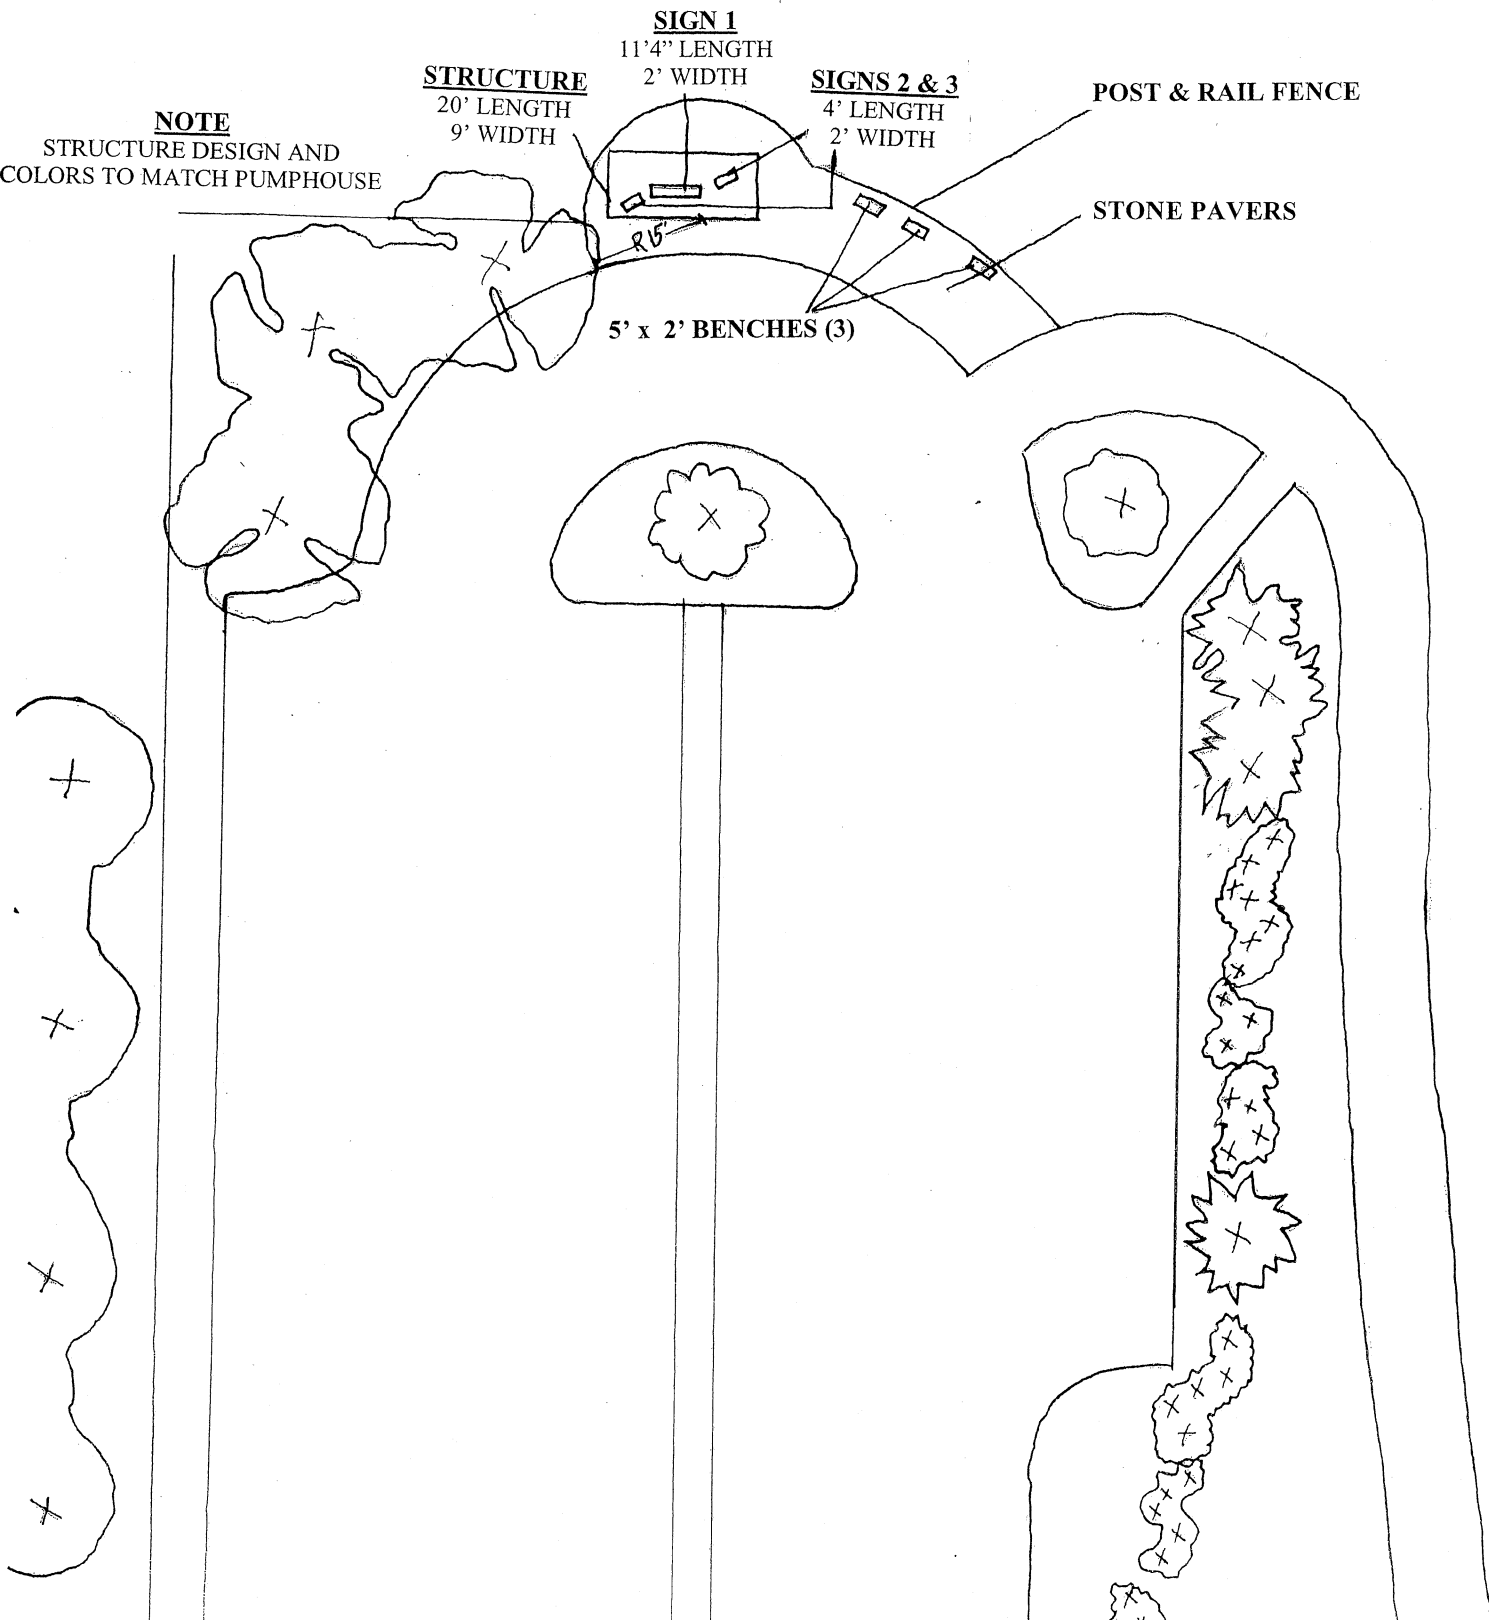 SIGN 1
11'4" LENGTH
2' WIDTH
STRUCTURE
20' LENGTH
9' WIDTH
SIGNS 2 & 3
4' LENGTH
2' WIDTH
POST & RAIL FENCE
NOTE
STRUCTURE DESIGN AND
COLORS TO MATCH PUMPHOUSE
STONE PAVERS
R15'
5' x 2' BENCHES (3)